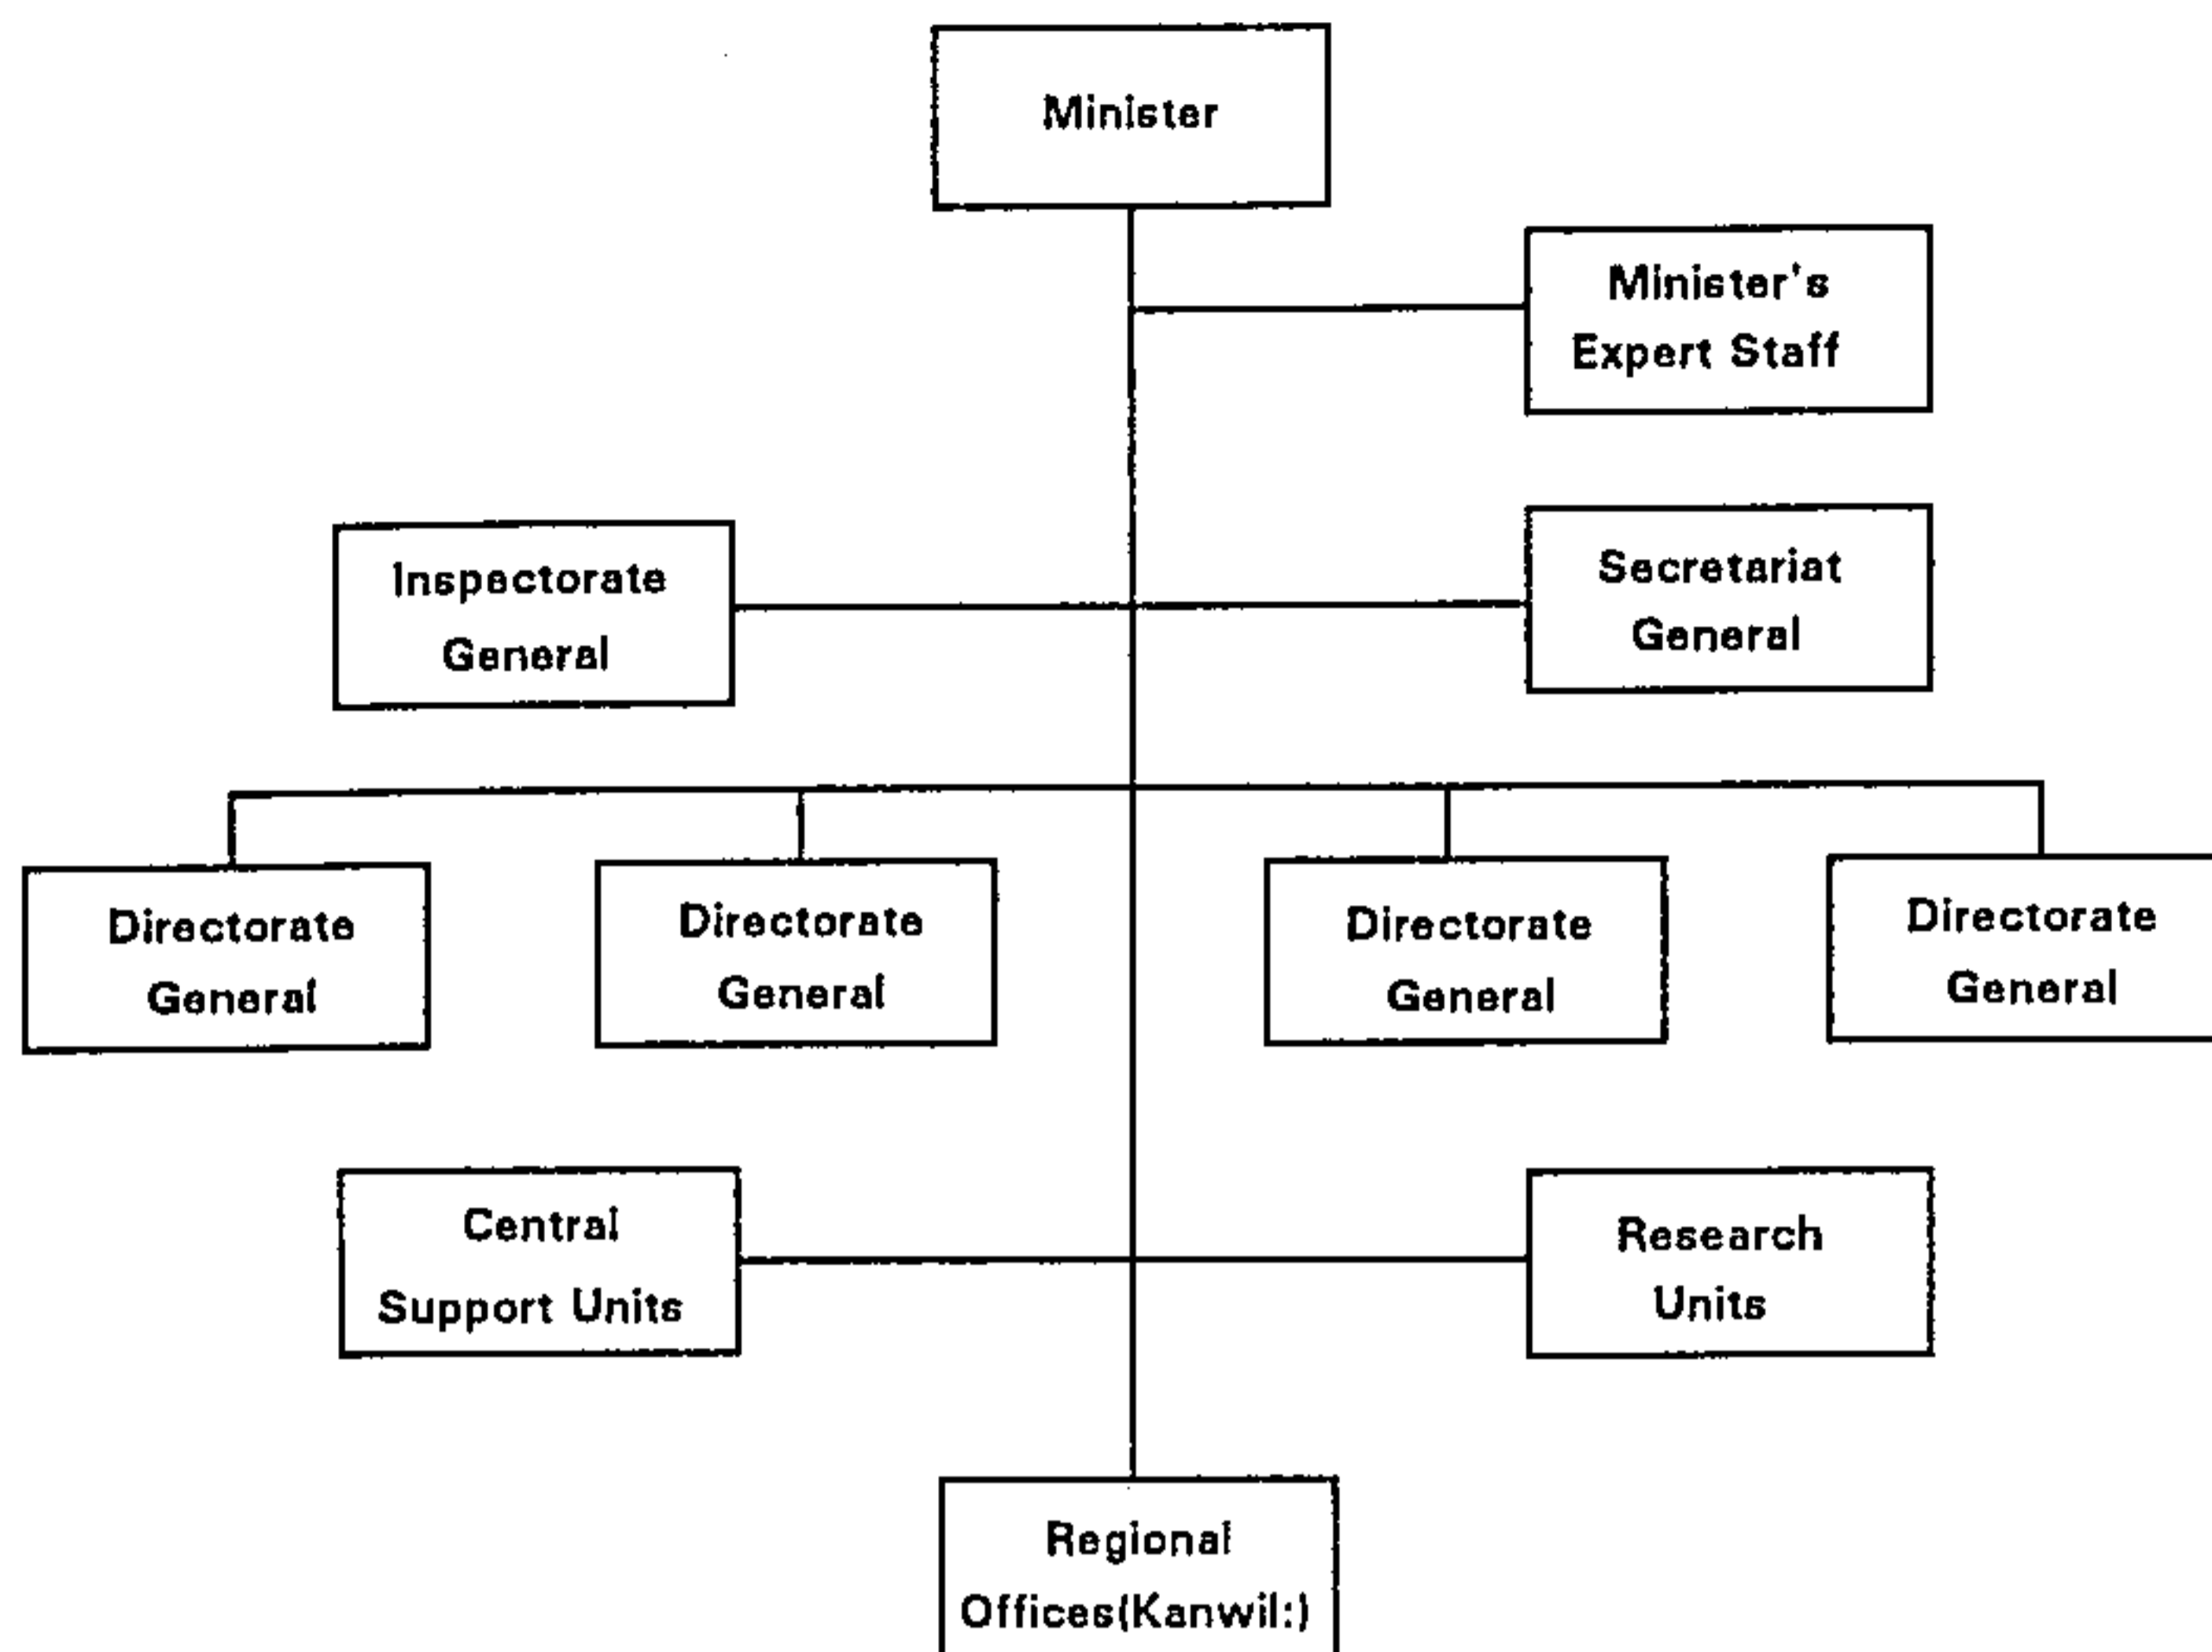 Minister
Minister's
Expert Staff
Inspectorate
General
Secretariat
General
Directorate
General
Directorate
General
Directorate
General
Directorate
General
Central
Support Units
Research
Units
Regional
Offices(Kanwil:)